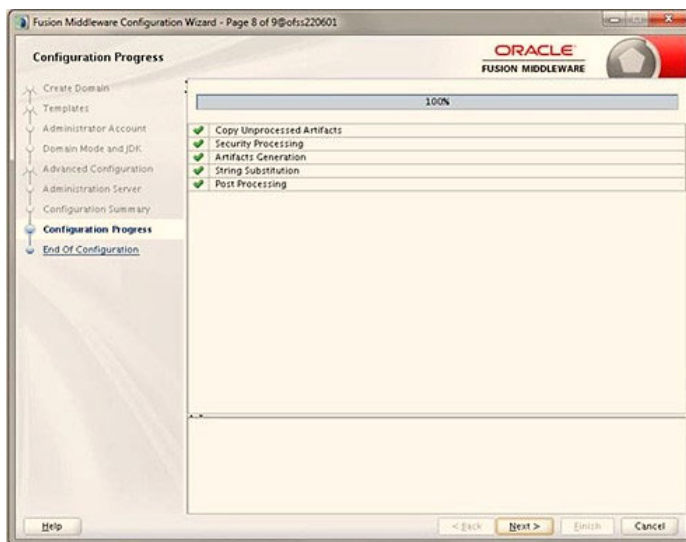 Fusion Middleware Configuration Wizard - Page 8 of 9@ofss220601
Configuration Progress
ORACLE
FUSION MIDDLEWARE
Create Domain
Templates
Administrator Account
Domain Mode and JDK
Advanced Configuration
Administration Server
Configuration Summary
Configuration Progress
End Of Configuration
100%
Copy Unprocessed Artifacts
Security Processing
Artifacts Generation
String Substitution
Post Processing
Help
< Back
Next >
Finish
Cancel